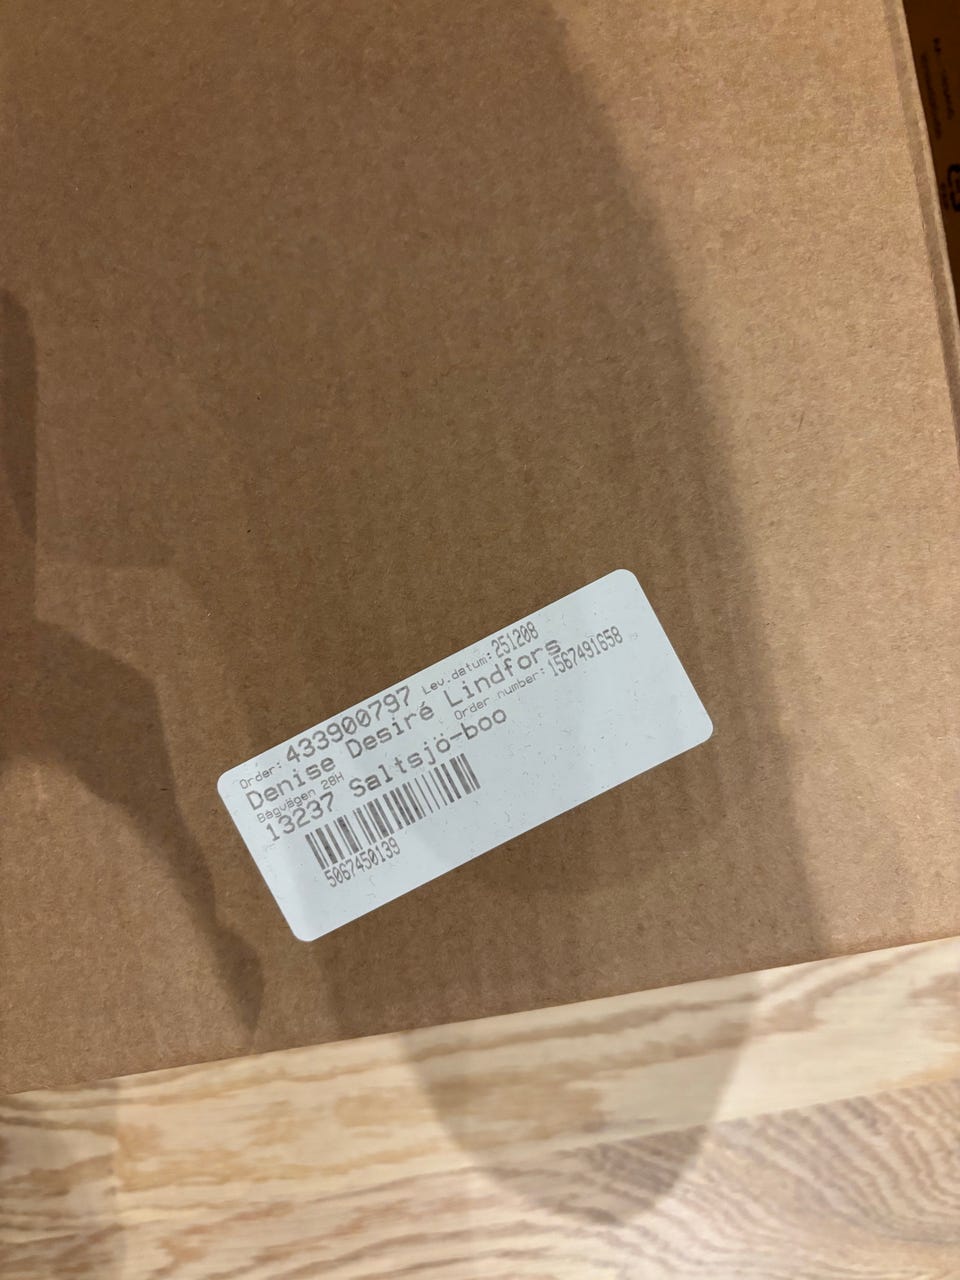 Order: 433900797 Lev.datum: 251208
Denise Desiré Lindfors
Bågvägen 28H Order number: 1567491658
13237 Saltsjö-boo
5067450139